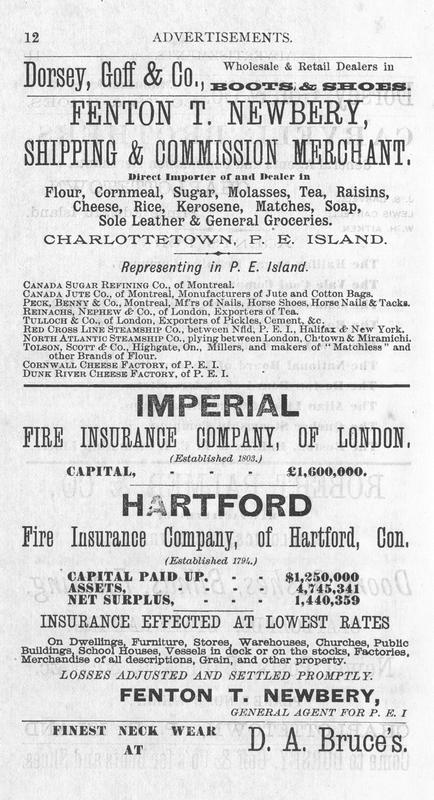 12 ADVERTISEMENTS.
Dorsey, Goff & Co., Wholesale & Retail Dealers in
BOOTS & SHOES.
FENTON T. NEWBERY,
SHIPPING & COMMISSION MERCHANT.
Direct Importer of and Dealer in
Flour, Cornmeal, Sugar, Molasses, Tea, Raisins,
Cheese, Rice, Kerosene, Matches, Soap,
Sole Leather & General Groceries.
CHARLOTTETOWN, P. E. ISLAND.
Representing in P. E. Island.
CANADA SUGAR REFINING CO., of Montreal.
CANADA JUTE CO., of Montreal, Manufacturers of Jute and Cotton Bags.
PECK, BENNY & CO., Montreal, Mf'rs of Nails, Horse Shoes, Horse Nails & Tacks.
REINACHS, NEPHEW & CO., of London, Exporters of Tea.
TULLOCH & CO., of London, Exporters of Pickles, Cement, &c.
RED CROSS LINE STEAMSHIP CO., between Nfld, P. E. I., Halifax & New York.
NORTH ATLANTIC STEAMSHIP CO., plying between London, Ch'town & Miramichi.
TOLSON, SCOTT & CO., Highgate, On., Millers, and makers of "Matchless" and
other Brands of Flour.
CORNWALL CHEESE FACTORY, of P. E. I.
DUNK RIVER CHEESE FACTORY, of P. E. I.
IMPERIAL
FIRE INSURANCE COMPANY, OF LONDON.
(Established 1803.)
CAPITAL, - - - - £1,600,000.
HARTFORD
Fire Insurance Company, of Hartford, Con.
(Established 1794.)
CAPITAL PAID UP. - - $1,250,000
ASSETS, - - - 4,745,341
NET SURPLUS, - - - 1,440,359
INSURANCE EFFECTED AT LOWEST RATES
On Dwellings, Furniture, Stores, Warehouses, Churches, Public
Buildings, School Houses, Vessels in dock or on the stocks, Factories,
Merchandise of all descriptions, Grain, and other property.
LOSSES ADJUSTED AND SETTLED PROMPTLY.
FENTON T. NEWBERY,
GENERAL AGENT FOR P. E. I
FINEST NECK WEAR
AT D. A. Bruce's.